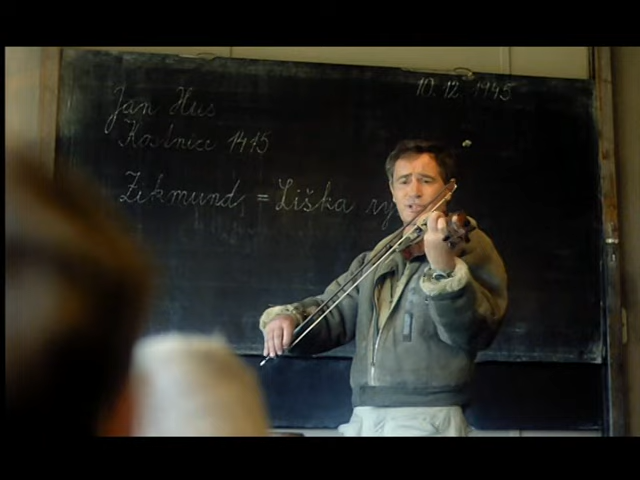 10. 12. 1945
Jan Hus
Kostnice 1415
Zikmund = Liška